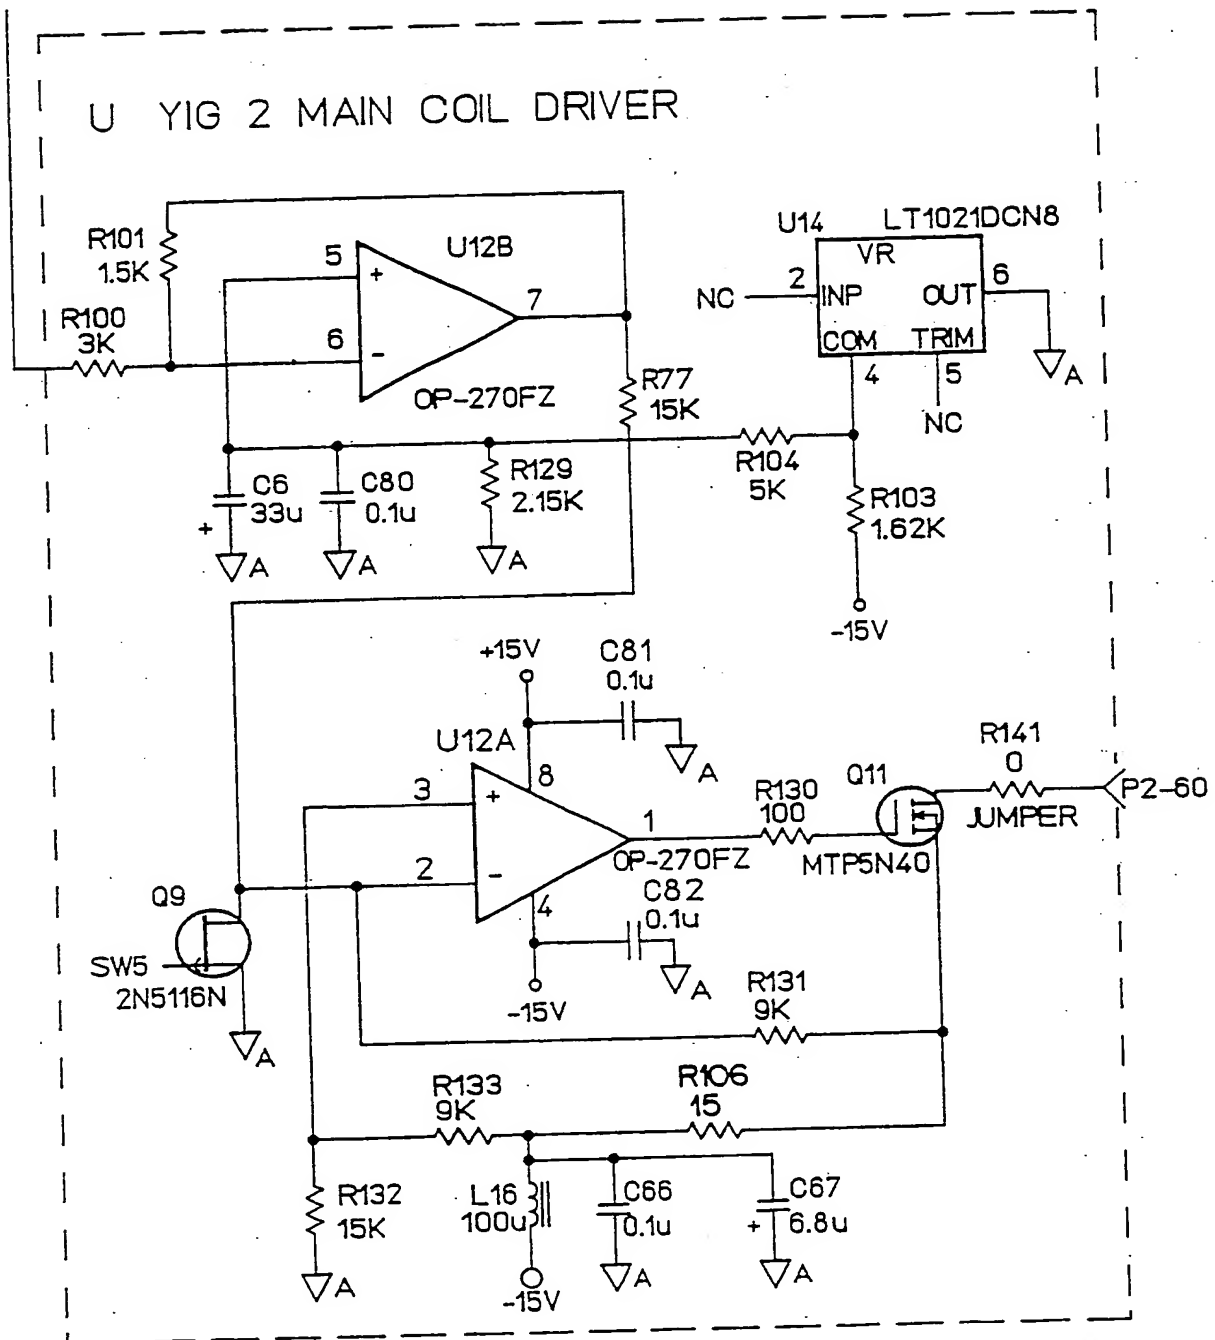 U YIG 2 MAIN COIL DRIVER
R101
1.5K
R100
3K
5
+
6
-
U12B
7
OP-270FZ
U14
LT1021DCN8
VR
NC
2
INP
OUT
6
COM
TRIM
4
5
NC
A
R77
15K
R104
5K
R103
1.62K
-15V
C6
33u
+
A
C80
0.1u
A
R129
2.15K
A
+15V
C81
0.1u
A
U12A
8
3
+
2
-
1
4
OP-270FZ
C82
0.1u
A
-15V
R130
100
Q11
MTP5N40
R141
0
JUMPER
P2-60
Q9
SW5
2N5116N
A
R131
9K
R133
9K
R106
15
R132
15K
A
L16
100u
-15V
C66
0.1u
A
C67
+ 6.8u
A